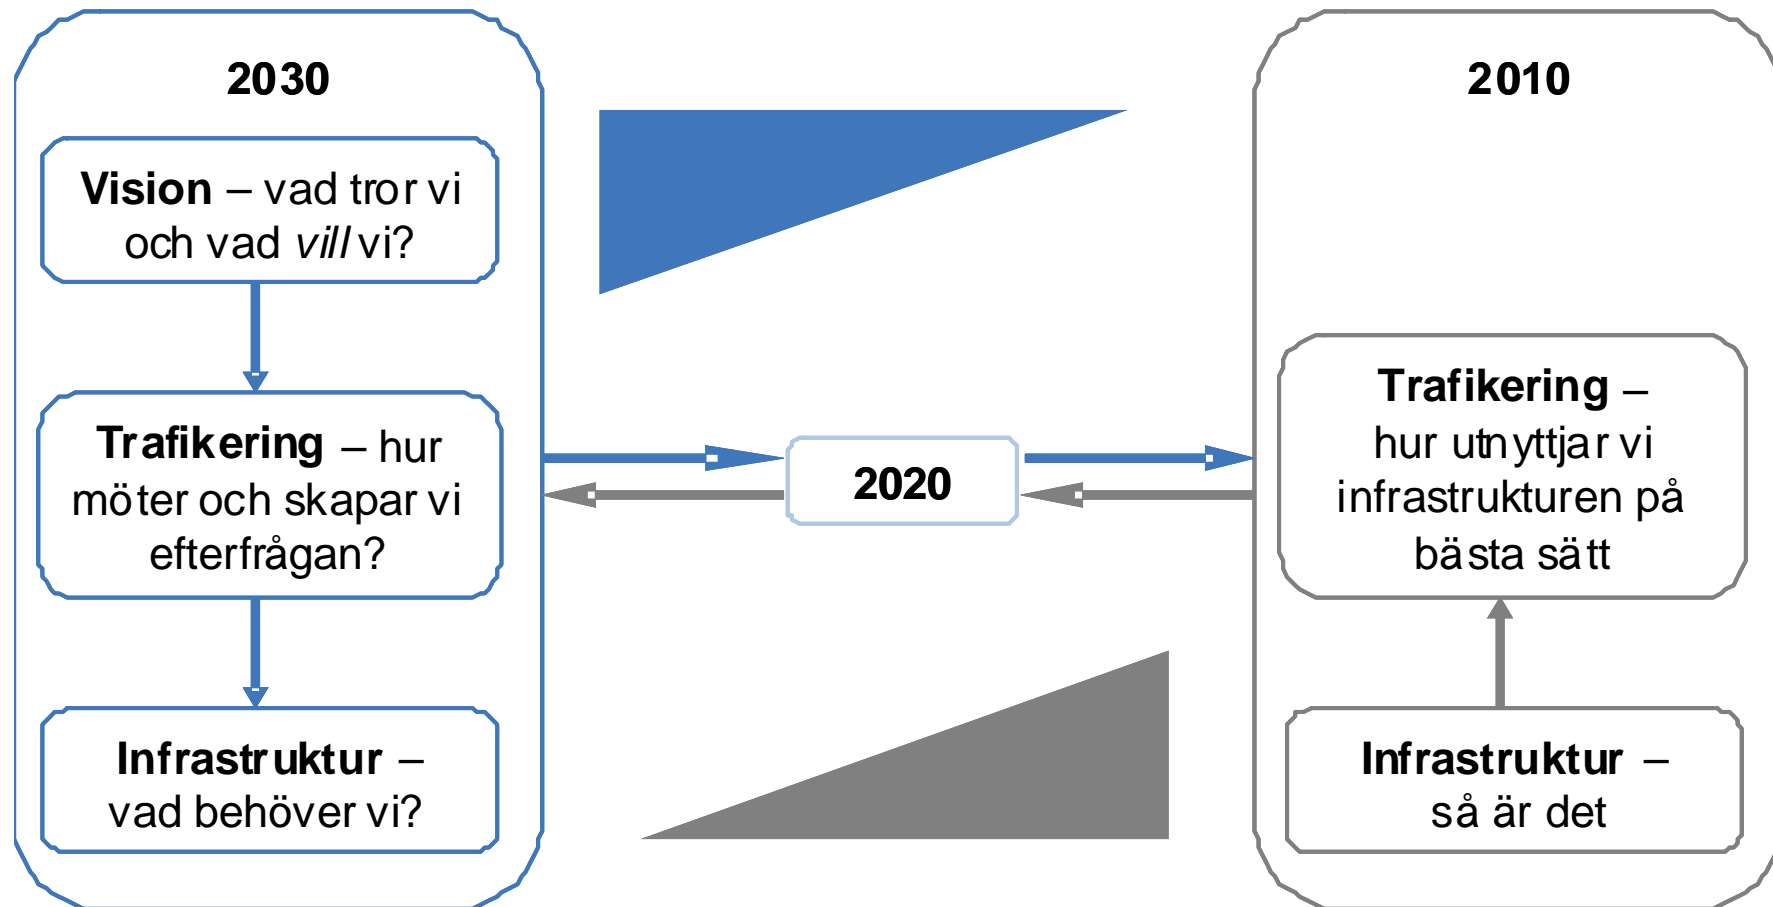 2030
Vision – vad tror vi
och vad vill vi?
Trafikering – hur
möter och skapar vi
efterfrågan?
Infrastruktur –
vad behöver vi?
2020
2010
Trafikering –
hur utnyttjar vi
infrastrukturen på
bästa sätt
Infrastruktur –
så är det